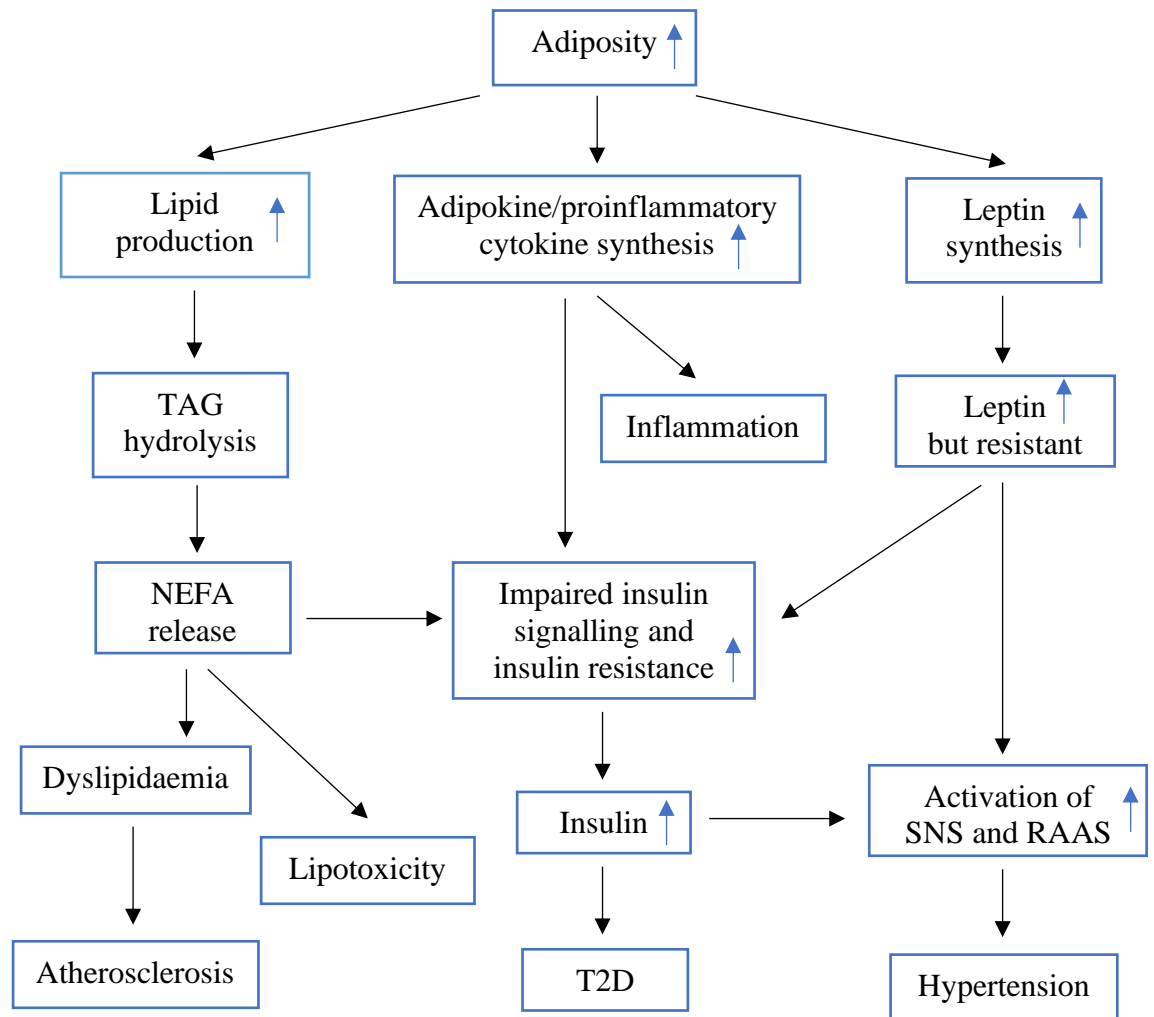 Adiposity
Lipid
production
Adipokine/proinflammatory
cytokine synthesis
Leptin
synthesis
TAG
hydrolysis
Inflammation
Leptin
but resistant
NEFA
release
Impaired insulin
signalling and
insulin resistance
Dyslipidaemia
Lipotoxicity
Insulin
Activation of
SNS and RAAS
Atherosclerosis
T2D
Hypertension